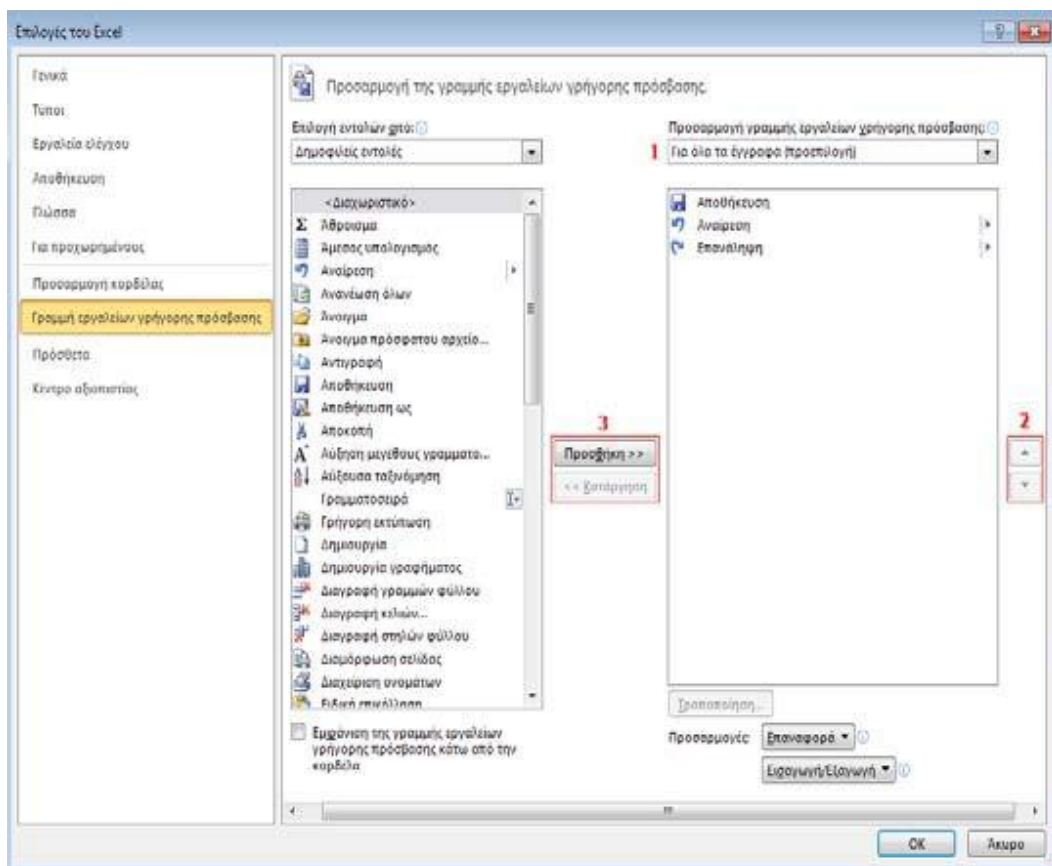 Επιλογές του Excel
Γενικά
Τύποι
Εργαλεία ελέγχου
Αποθήκευση
Γλώσσα
Για προχωρημένους
Προσαρμογή κορδέλας
Γραμμή εργαλείων γρήγορης πρόσβασης
Πρόσθετα
Κέντρο αξιοπιστίας
Προσαρμογή της γραμμής εργαλείων γρήγορης πρόσβασης.
Επιλογή εντολών από:
Δημοφιλείς εντολές
<Διαχωριστικό>
Άθροισμα
Άμεσος υπολογισμός
Αναίρεση
Ανανέωση όλων
Άνοιγμα
Άνοιγμα πρόσφατου αρχείο...
Αντιγραφή
Αποθήκευση
Αποθήκευση ως
Αποκοπή
Αύξηση μεγέθους γραμματο...
Αύξουσα ταξινόμηση
Γραμματοσειρά
Γρήγορη εκτύπωση
Δημιουργία
Δημιουργία γραφήματος
Διαγραφή γραμμών φύλλου
Διαγραφή κελιών...
Διαγραφή στηλών φύλλου
Διαμόρφωση σελίδας
Διαχείριση ονομάτων
Ειδική επικόλληση
Εμφάνιση της γραμμής εργαλείων
γρήγορης πρόσβασης κάτω από την
κορδέλα
3
Προσθήκη >>
<< Κατάργηση
Προσαρμογή γραμμής εργαλείων γρήγορης πρόσβασης:
1 Για όλα τα έγγραφα (προεπιλογή)
Αποθήκευση
Αναίρεση
Επανάληψη
2
Τροποποίηση...
Προσαρμογές: Επαναφορά
Εισαγωγή/Εξαγωγή
OK Άκυρο